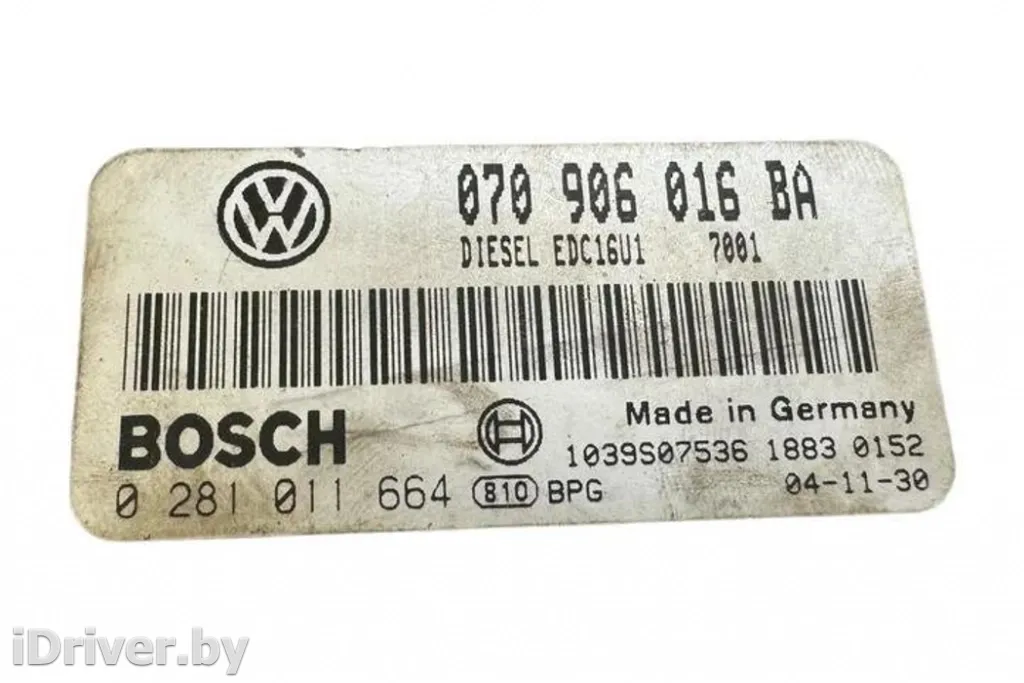 070 906 016 BA
DIESEL EDC16U1 7001
BOSCH
Made in Germany
1039S07536 1883 0152
0 281 011 664 810 BPG 04-11-30
iDriver.by